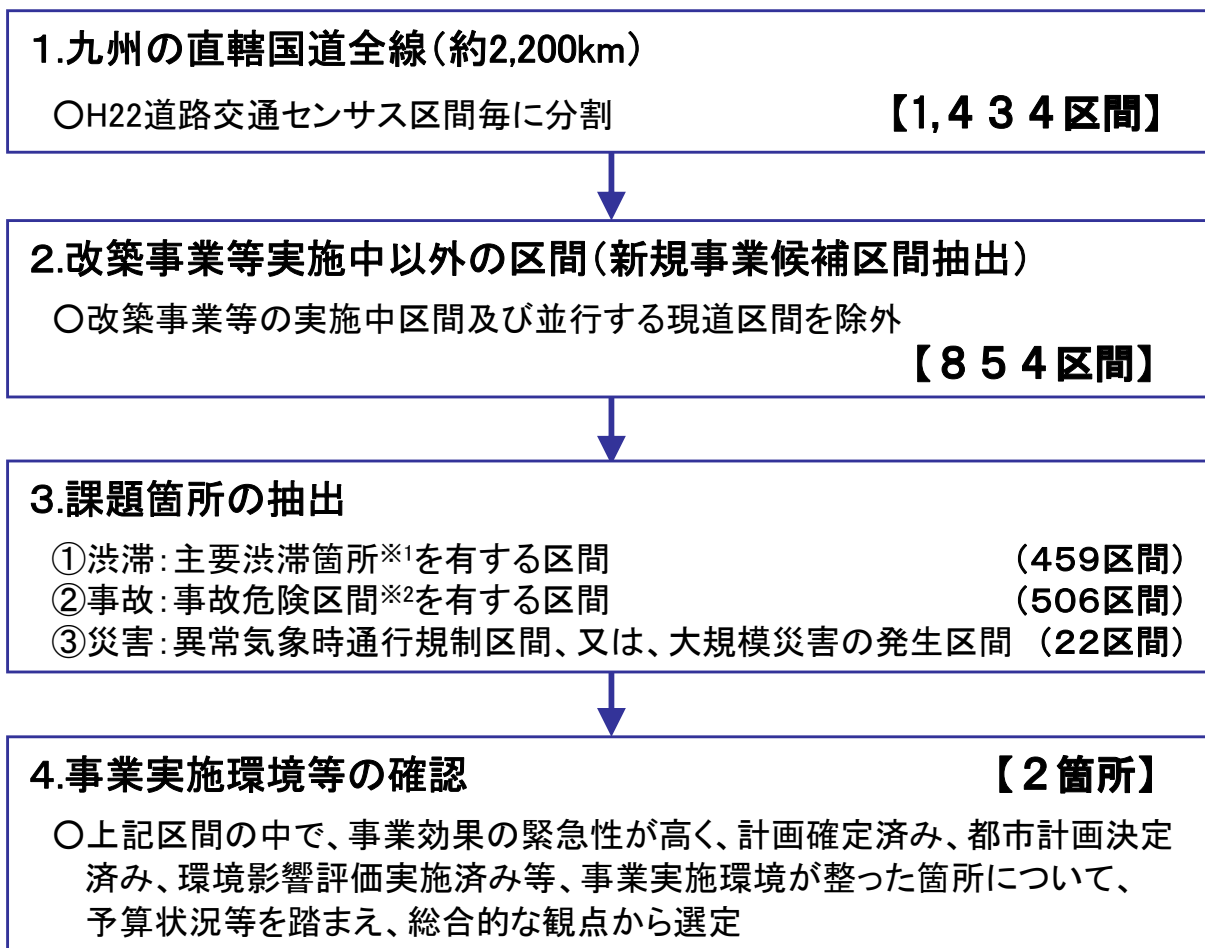 １.九州の直轄国道全線（約2,200km）
○H22道路交通センサス区間毎に分割 【1,４３４区間】
２.改築事業等実施中以外の区間（新規事業候補区間抽出）
○改築事業等の実施中区間及び並行する現道区間を除外
【８５４区間】
３.課題箇所の抽出
①渋滞：主要渋滞箇所※1を有する区間 （459区間）
②事故：事故危険区間※2を有する区間 （506区間）
③災害：異常気象時通行規制区間、又は、大規模災害の発生区間 （22区間）
４.事業実施環境等の確認 【２箇所】
○上記区間の中で、事業効果の緊急性が高く、計画確定済み、都市計画決定
済み、環境影響評価実施済み等、事業実施環境が整った箇所について、
予算状況等を踏まえ、総合的な観点から選定